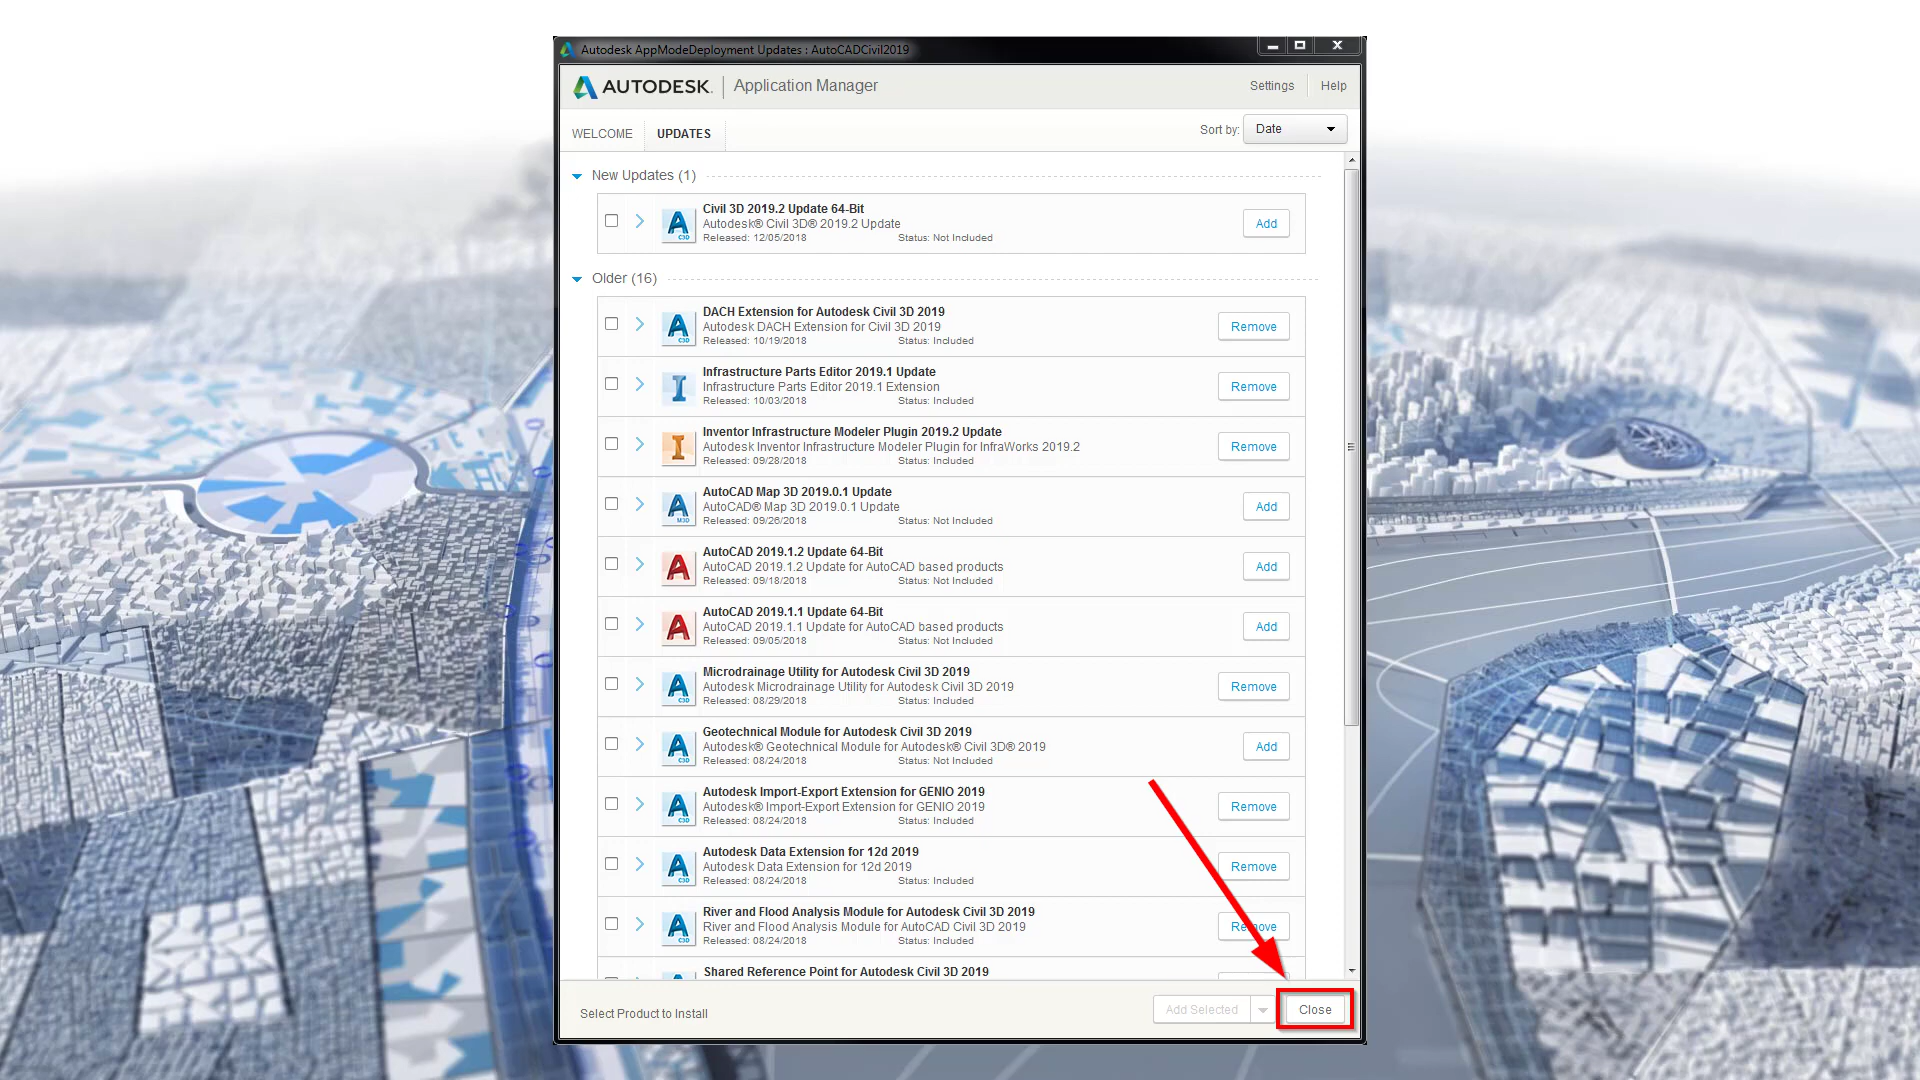 Autodesk AppModeDeployment Updates : AutoCADCivil2019
AUTODESK. Application Manager
Settings Help
WELCOME UPDATES
Sort by: Date
New Updates (1)
Civil 3D 2019.2 Update 64-Bit
Autodesk® Civil 3D® 2019.2 Update
Released: 12/05/2018 Status: Not Included
Add
Older (16)
DACH Extension for Autodesk Civil 3D 2019
Autodesk DACH Extension for Civil 3D 2019
Released: 10/19/2018 Status: Included
Remove
Infrastructure Parts Editor 2019.1 Update
Infrastructure Parts Editor 2019.1 Extension
Released: 10/03/2018 Status: Included
Remove
Inventor Infrastructure Modeler Plugin 2019.2 Update
Autodesk Inventor Infrastructure Modeler Plugin for InfraWorks 2019.2
Released: 09/28/2018 Status: Included
Remove
AutoCAD Map 3D 2019.0.1 Update
AutoCAD® Map 3D 2019.0.1 Update
Released: 09/26/2018 Status: Not Included
Add
AutoCAD 2019.1.2 Update 64-Bit
AutoCAD 2019.1.2 Update for AutoCAD based products
Released: 09/18/2018 Status: Not Included
Add
AutoCAD 2019.1.1 Update 64-Bit
AutoCAD 2019.1.1 Update for AutoCAD based products
Released: 09/05/2018 Status: Not Included
Add
Microdrainage Utility for Autodesk Civil 3D 2019
Autodesk Microdrainage Utility for Autodesk Civil 3D 2019
Released: 08/29/2018 Status: Included
Remove
Geotechnical Module for Autodesk Civil 3D 2019
Autodesk® Geotechnical Module for Autodesk® Civil 3D® 2019
Released: 08/24/2018 Status: Not Included
Add
Autodesk Import-Export Extension for GENIO 2019
Autodesk® Import-Export Extension for GENIO 2019
Released: 08/24/2018 Status: Included
Remove
Autodesk Data Extension for 12d 2019
Autodesk Data Extension for 12d 2019
Released: 08/24/2018 Status: Included
Remove
River and Flood Analysis Module for Autodesk Civil 3D 2019
River and Flood Analysis Module for AutoCAD Civil 3D 2019
Released: 08/24/2018 Status: Included
Remove
Shared Reference Point for Autodesk Civil 3D 2019
Select Product to Install
Add Selected Close